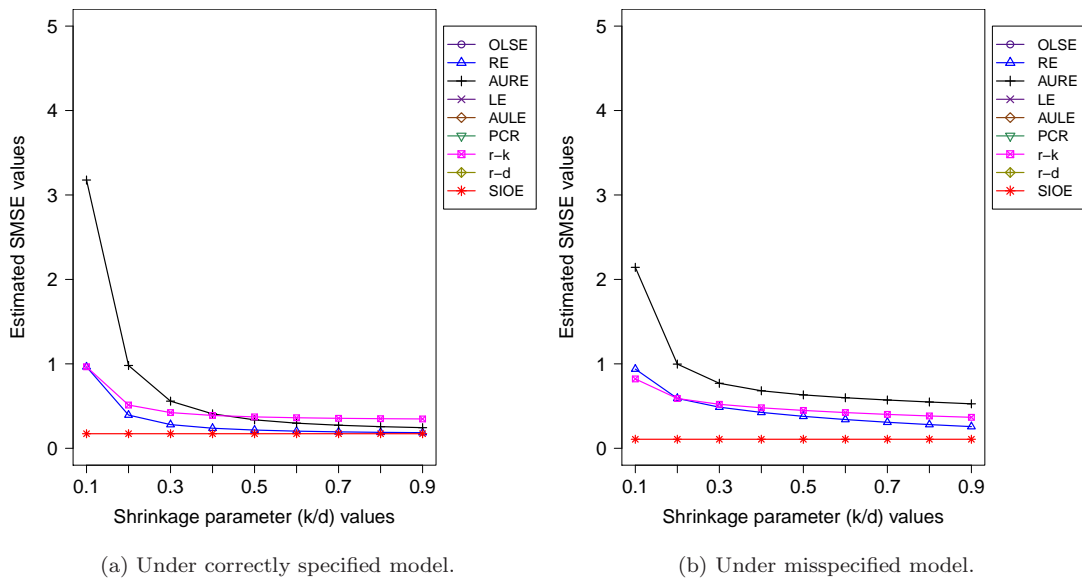 5
4
3
2
1
0
Estimated SMSE values
0.1
0.3
0.5
0.7
0.9
Shrinkage parameter (k/d) values
OLSE
RE
AURE
LE
AULE
PCR
r−k
r−d
SIOE
(a) Under correctly specified model.
5
4
3
2
1
0
Estimated SMSE values
0.1
0.3
0.5
0.7
0.9
Shrinkage parameter (k/d) values
OLSE
RE
AURE
LE
AULE
PCR
r−k
r−d
SIOE
(b) Under misspecified model.